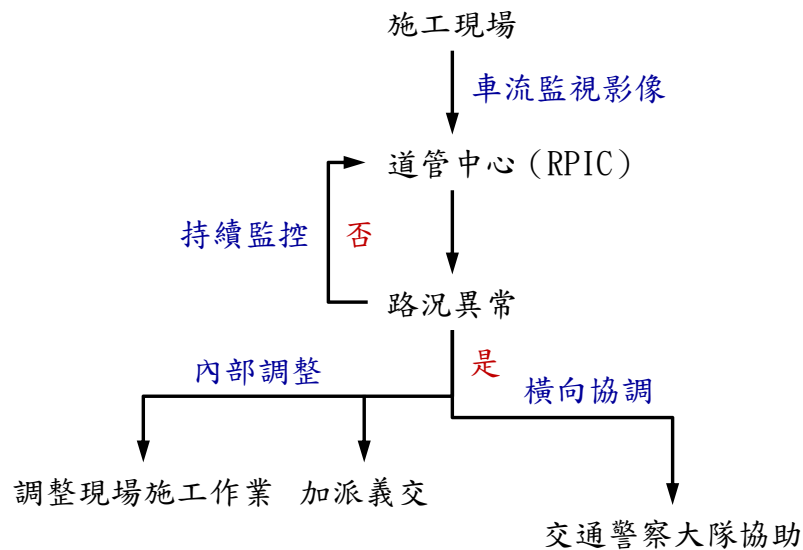 施工現場
車流監視影像
道管中心（RPIC）
持續監控
否
路況異常
是
內部調整
橫向協調
調整現場施工作業
加派義交
交通警察大隊協助